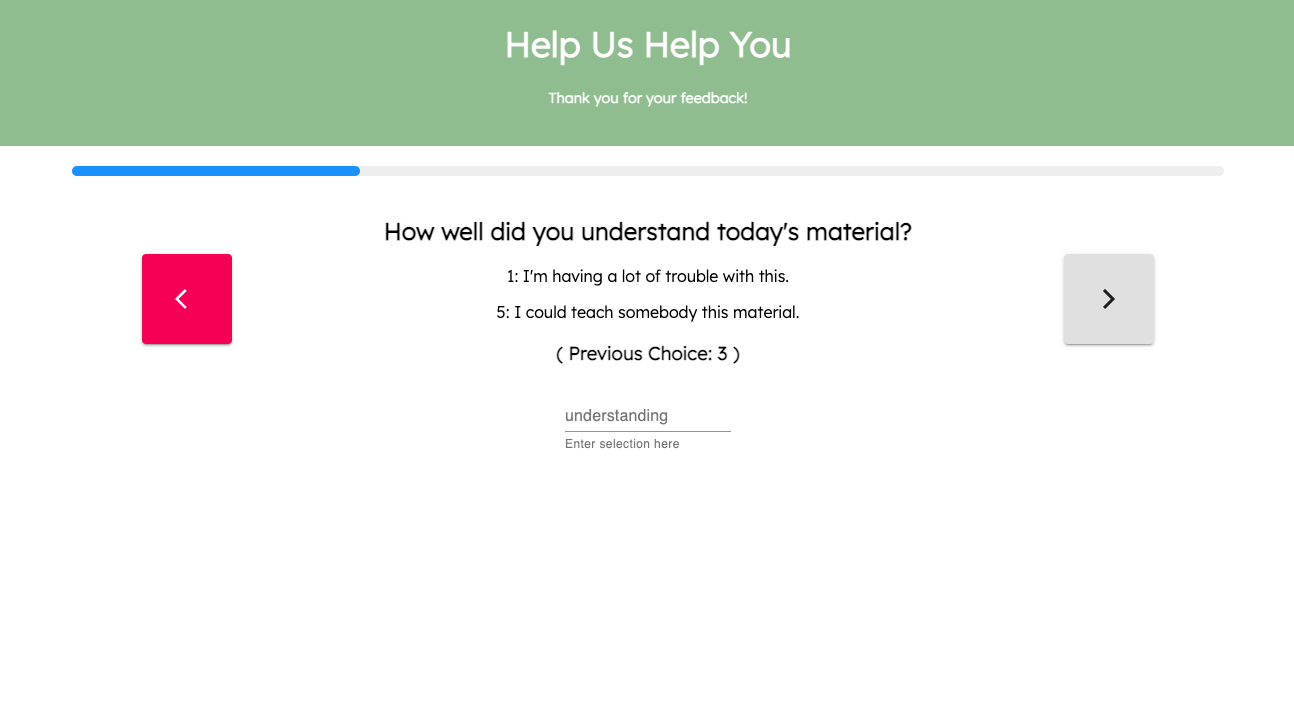 Help Us Help You
Thank you for your feedback!
How well did you understand today's material?
1: I'm having a lot of trouble with this.
5: I could teach somebody this material.
( Previous Choice: 3 )
understanding
Enter selection here